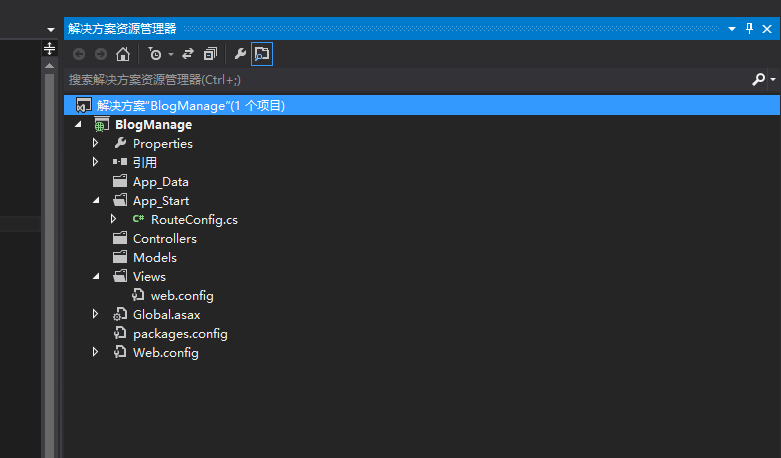 解决方案资源管理器
搜索解决方案资源管理器(Ctrl+;)
解决方案"BlogManage"(1 个项目)
BlogManage
Properties
引用
App_Data
App_Start
C# RouteConfig.cs
Controllers
Models
Views
web.config
Global.asax
packages.config
Web.config